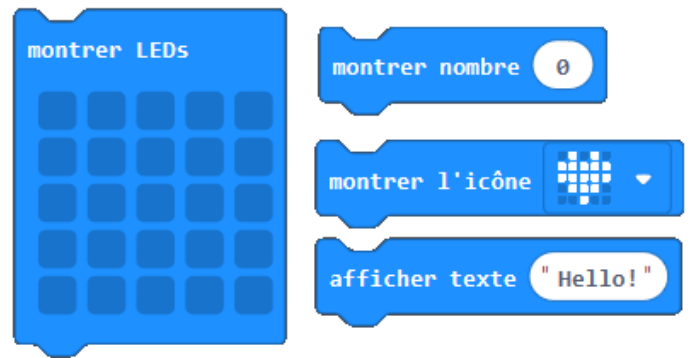 montrer LEDs
montrer nombre 0
montrer l'icône
afficher texte "Hello!"